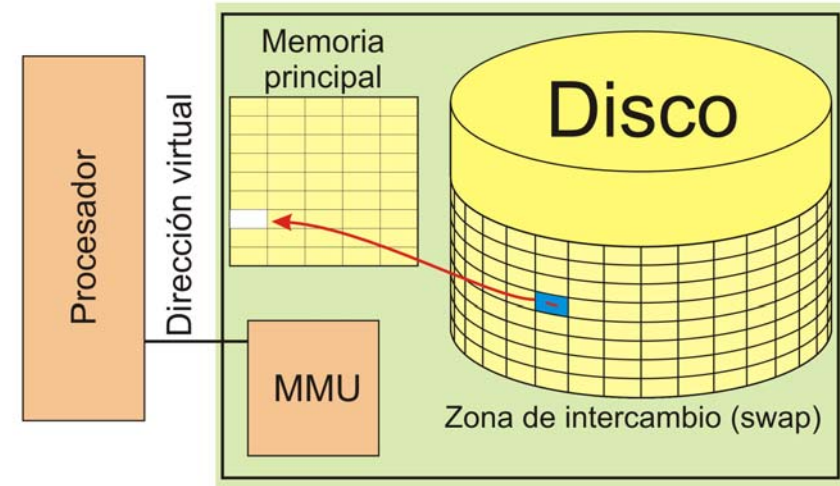 Memoria
principal
Disco
Procesador
Dirección virtual
MMU
Zona de intercambio (swap)